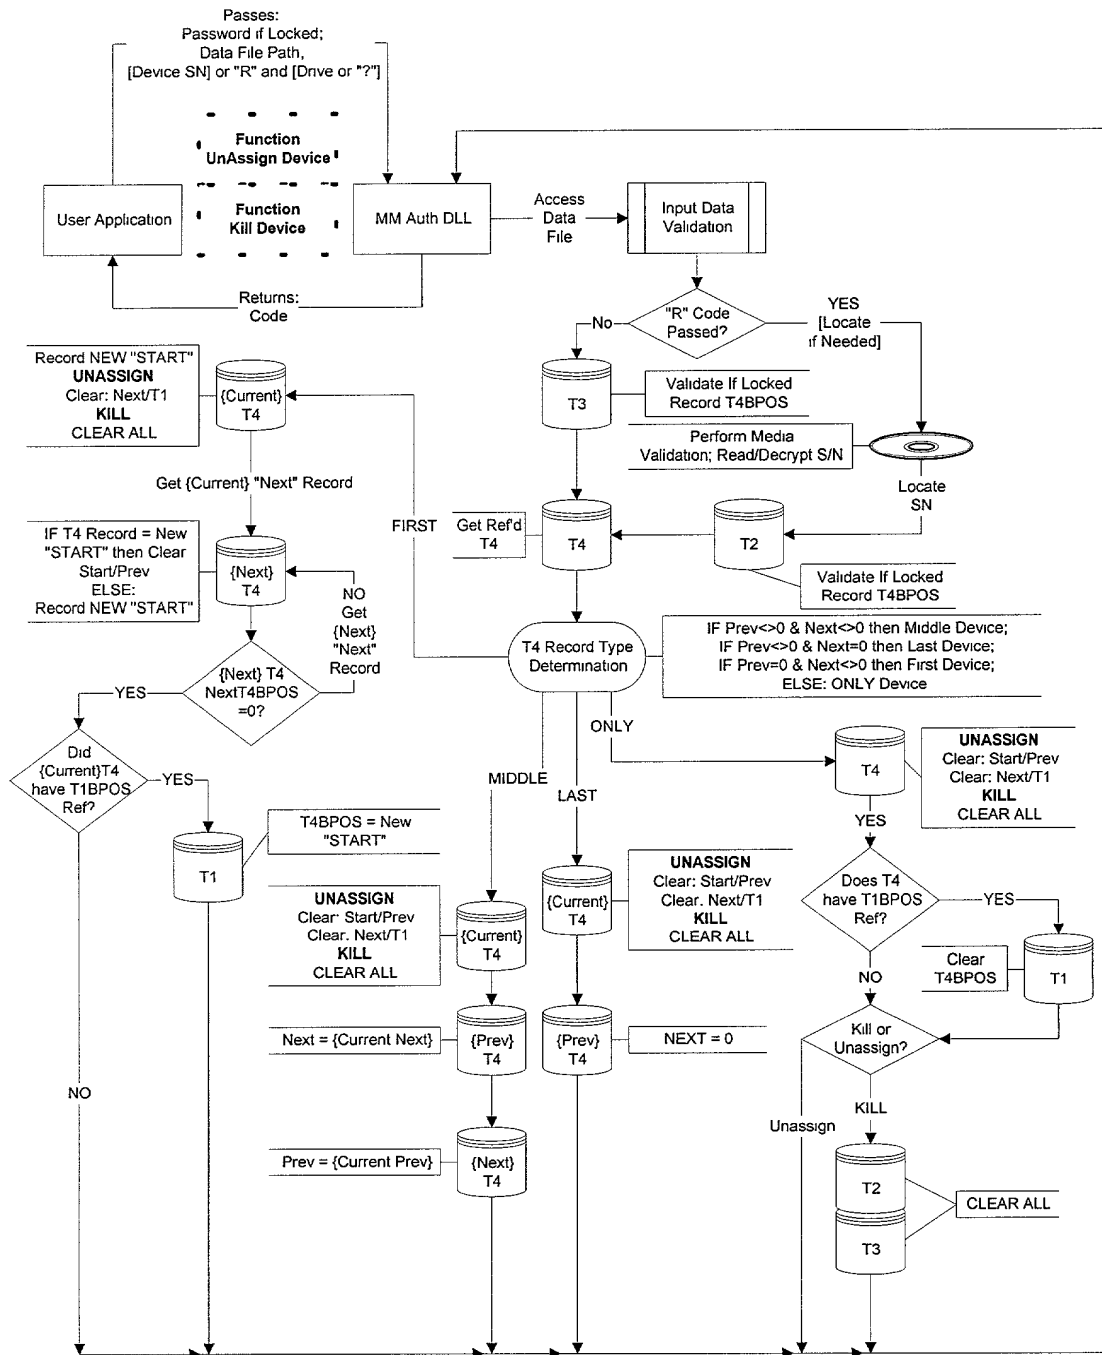 Passes:
Password if Locked;
Data File Path,
[Device SN] or "R" and [Drive or "?"]
Function
UnAssign Device
Function
Kill Device
User Application
MM Auth DLL
Access
Data
File
Input Data
Validation
Returns:
Code
"R" Code
Passed?
No
YES
[Locate
if Needed]
Record NEW "START"
UNASSIGN
Clear: Next/T1
KILL
CLEAR ALL
{Current}
T4
T3
Validate If Locked
Record T4BPOS
Perform Media
Validation; Read/Decrypt S/N
Get {Current} "Next" Record
Locate
SN
FIRST
Get Ref'd
T4
T4
T2
IF T4 Record = New
"START" then Clear
Start/Prev
ELSE:
Record NEW "START"
{Next}
T4
Validate If Locked
Record T4BPOS
NO
Get
{Next}
"Next"
Record
T4 Record Type
Determination
IF Prev<>0 & Next<>0 then Middle Device;
IF Prev<>0 & Next=0 then Last Device;
IF Prev=0 & Next<>0 then First Device;
ELSE: ONLY Device
{Next} T4
NextT4BPOS
=0?
YES
ONLY
Did
{Current}T4
have T1BPOS
Ref?
YES
MIDDLE
LAST
T4
UNASSIGN
Clear: Start/Prev
Clear: Next/T1
KILL
CLEAR ALL
YES
T4BPOS = New
"START"
T1
UNASSIGN
Clear: Start/Prev
Clear. Next/T1
KILL
CLEAR ALL
{Current}
T4
{Current}
T4
UNASSIGN
Clear: Start/Prev
Clear. Next/T1
KILL
CLEAR ALL
Does T4
have T1BPOS
Ref?
YES
Clear
T4BPOS
T1
NO
Next = {Current Next}
{Prev}
T4
{Prev}
T4
NEXT = 0
Kill or
Unassign?
NO
KILL
Unassign
Prev = {Current Prev}
{Next}
T4
T2
CLEAR ALL
T3